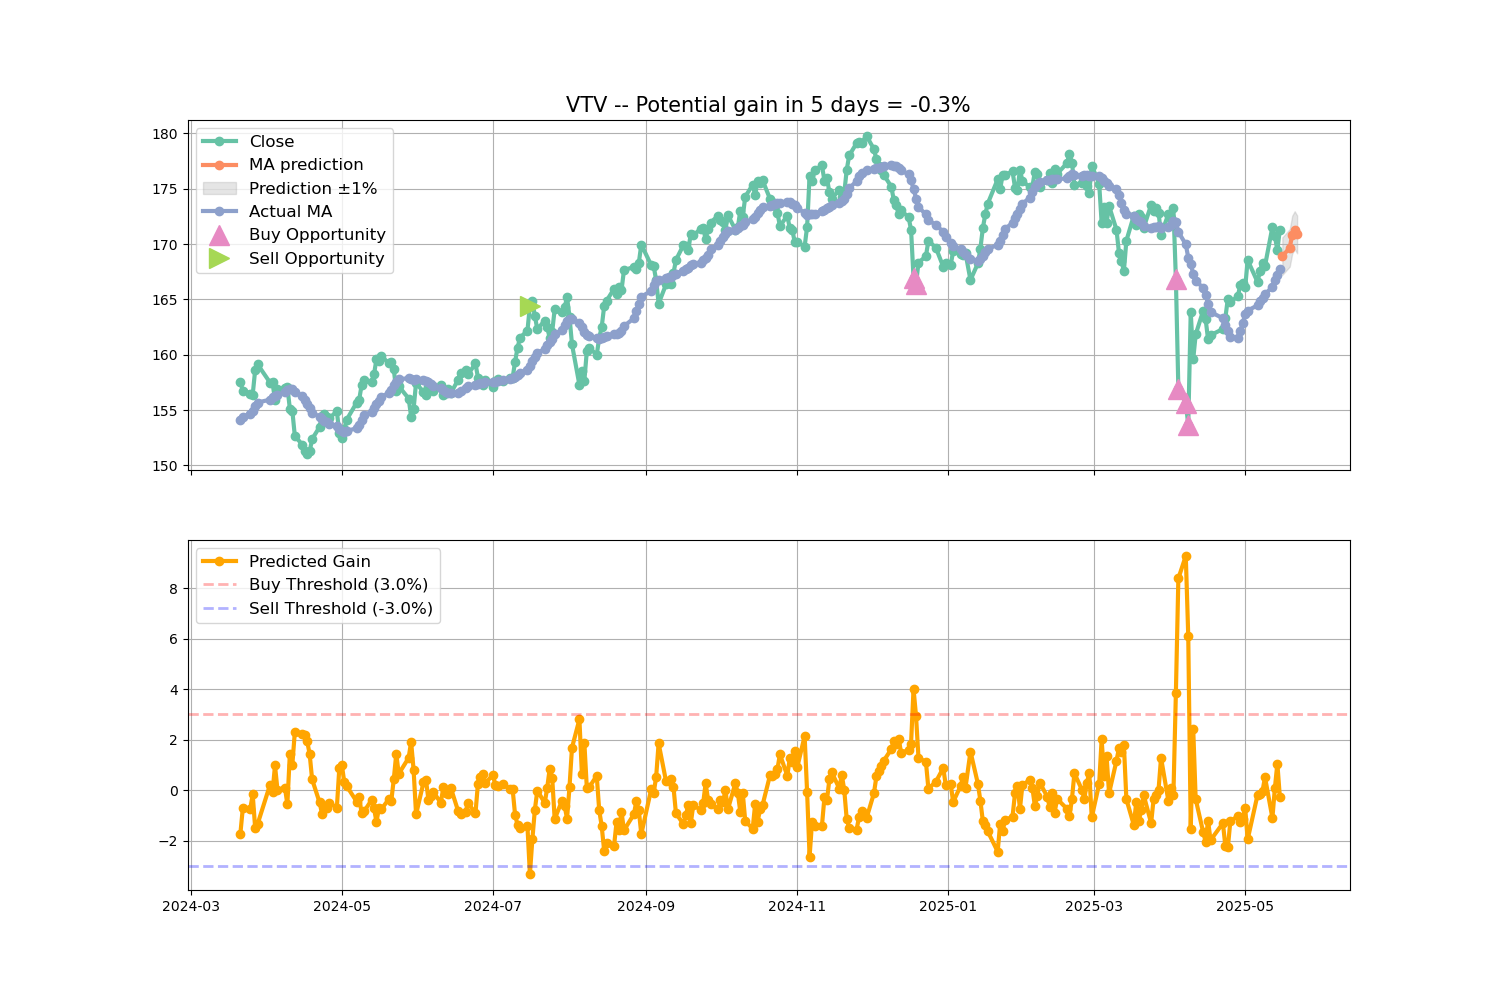 VTV -- Potential gain in 5 days = -0.3%
180
175
170
165
160
155
150
Close
MA prediction
Prediction ±1%
Actual MA
Buy Opportunity
Sell Opportunity
8
6
4
2
0
−2
Predicted Gain
Buy Threshold (3.0%)
Sell Threshold (-3.0%)
2024-03
2024-05
2024-07
2024-09
2024-11
2025-01
2025-03
2025-05